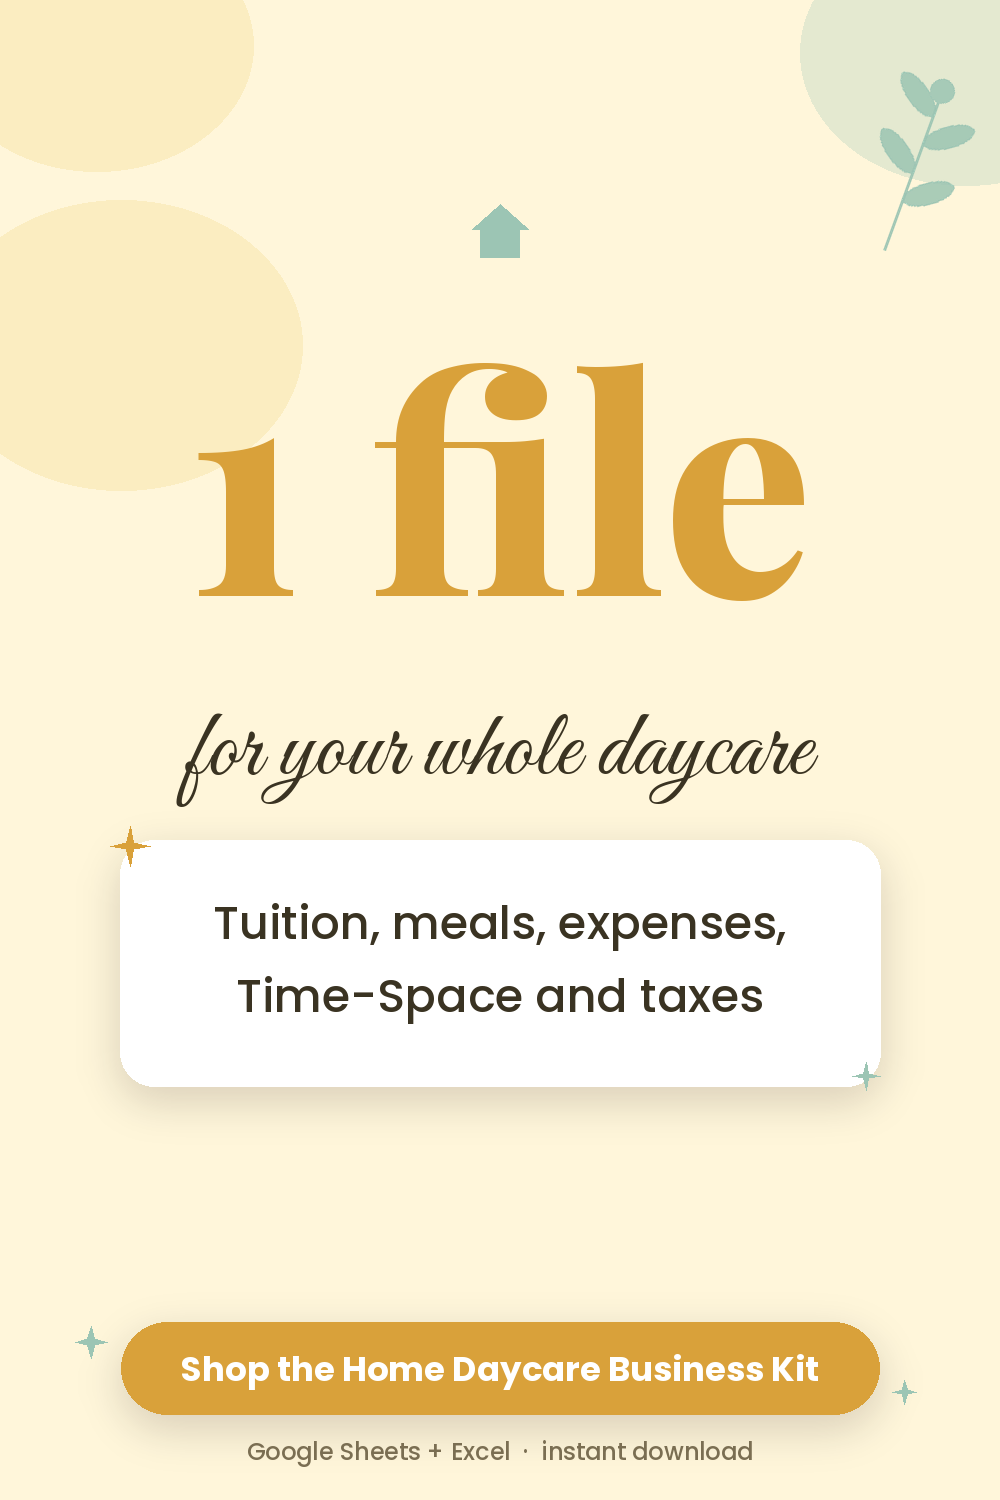 1 file
for your whole daycare
Tuition, meals, expenses,
Time-Space and taxes
Shop the Home Daycare Business Kit
Google Sheets + Excel · instant download